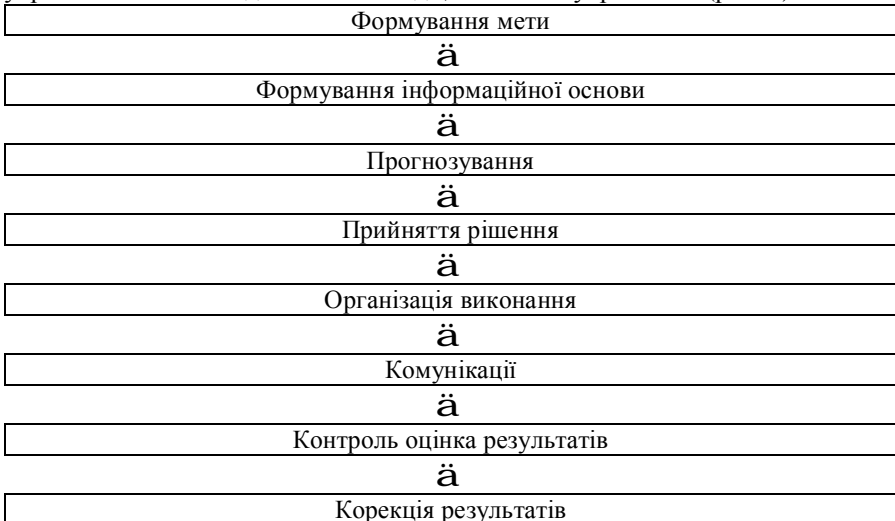 Формування мети
ä
Формування інформаційної основи
ä
Прогнозування
ä
Прийняття рішення
ä
Організація виконання
ä
Комунікації
ä
Контроль оцінка результатів
ä
Корекція результатів